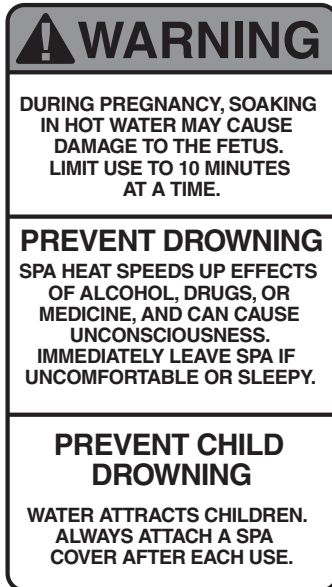 WARNING
DURING PREGNANCY, SOAKING
IN HOT WATER MAY CAUSE
DAMAGE TO THE FETUS.
LIMIT USE TO 10 MINUTES
AT A TIME.
PREVENT DROWNING
SPA HEAT SPEEDS UP EFFECTS
OF ALCOHOL, DRUGS, OR
MEDICINE, AND CAN CAUSE
UNCONSCIOUSNESS.
IMMEDIATELY LEAVE SPA IF
UNCOMFORTABLE OR SLEEPY.
PREVENT CHILD
DROWNING
WATER ATTRACTS CHILDREN.
ALWAYS ATTACH A SPA
COVER AFTER EACH USE.